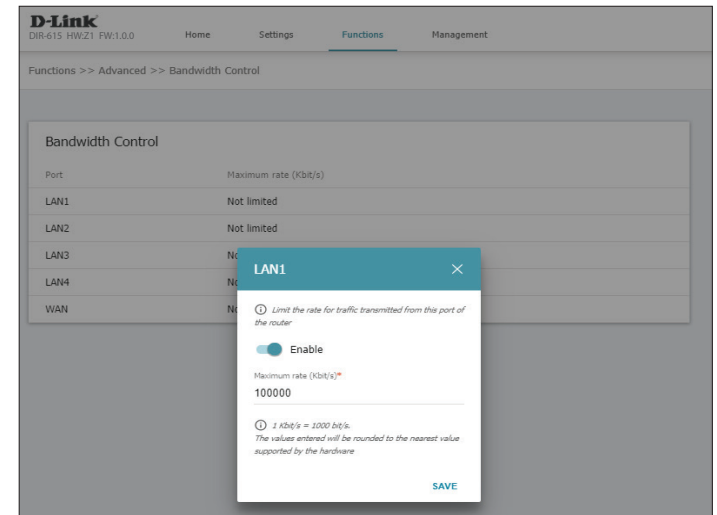 D-Link
DIR-615 HW:Z1 FW:1.0.0
Home Settings Functions Management
Functions >> Advanced >> Bandwidth Control
Bandwidth Control
Port Maximum rate (Kbit/s)
LAN1 Not limited
LAN2 Not limited
LAN3
LAN4
WAN
LAN1
Limit the rate for traffic transmitted from this port of
the router
Enable
Maximum rate (Kbit/s)*
100000
1 Kbit/s = 1000 bit/s.
The values entered will be rounded to the nearest value
supported by the hardware
SAVE